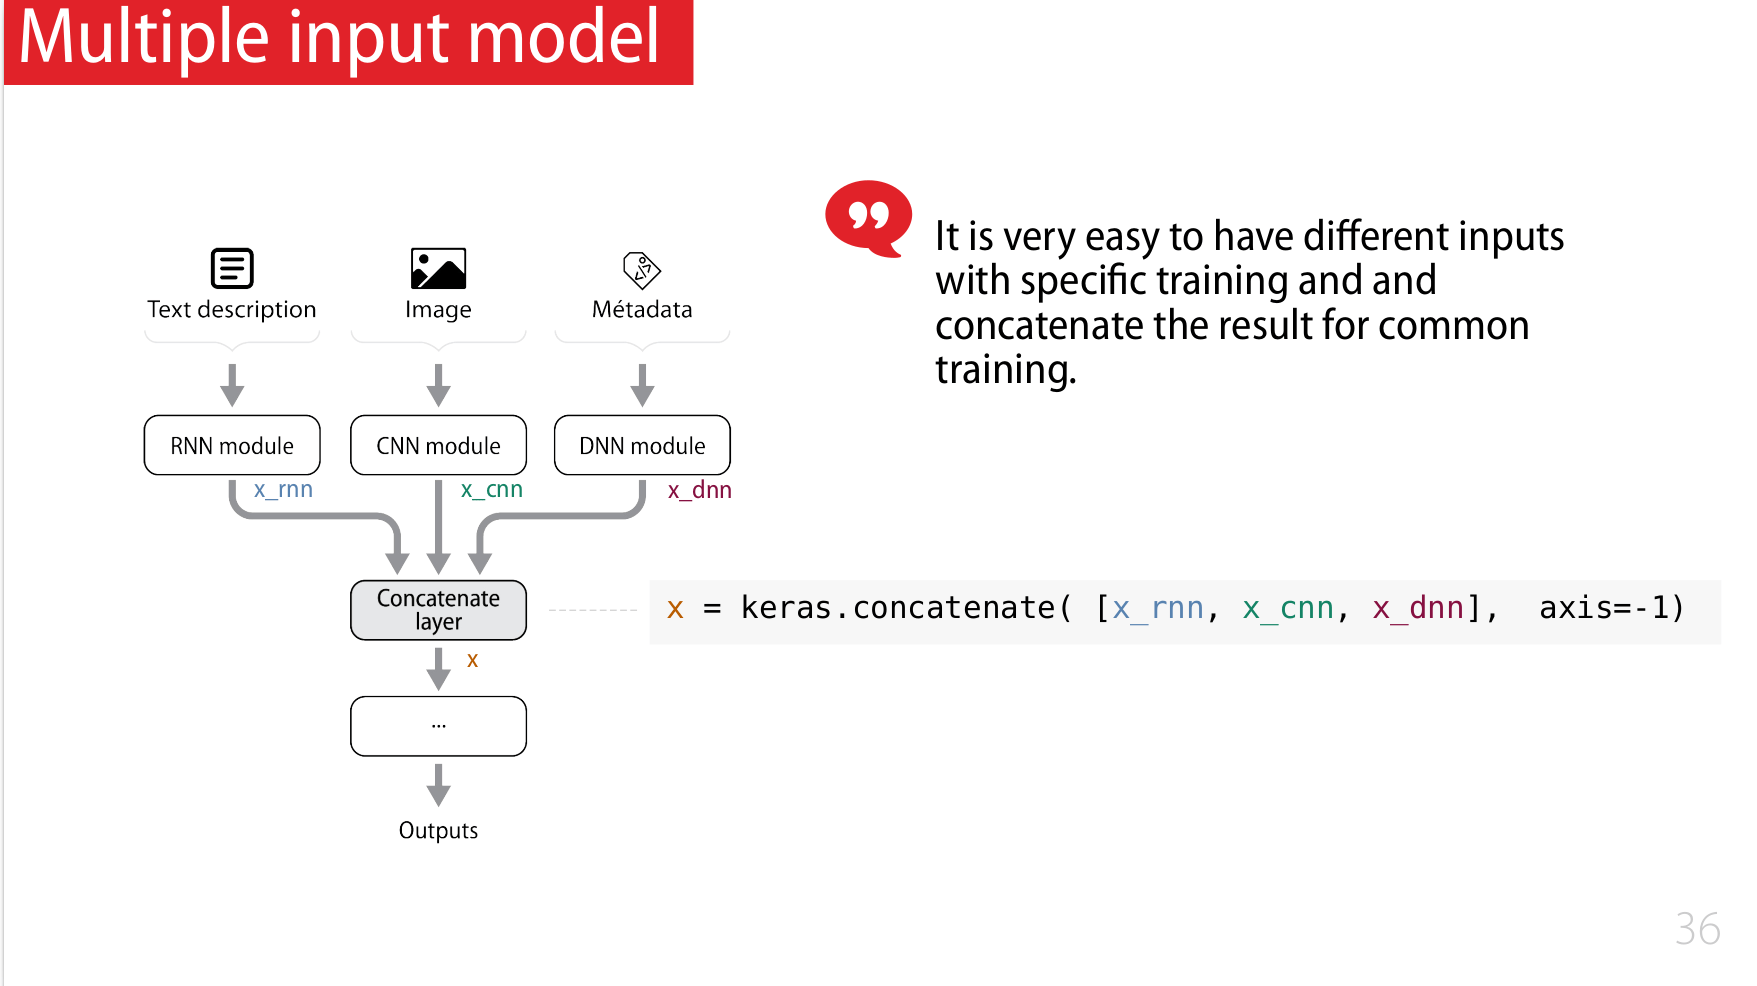 Multiple input model
Text description
Image
Métadata
It is very easy to have different inputs
with specific training and and
concatenate the result for common
training.
RNN module
CNN module
DNN module
x_rnn
x_cnn
x_dnn
Concatenate
layer
x = keras.concatenate( [x_rnn, x_cnn, x_dnn],  axis=-1)
x
...
Outputs
36